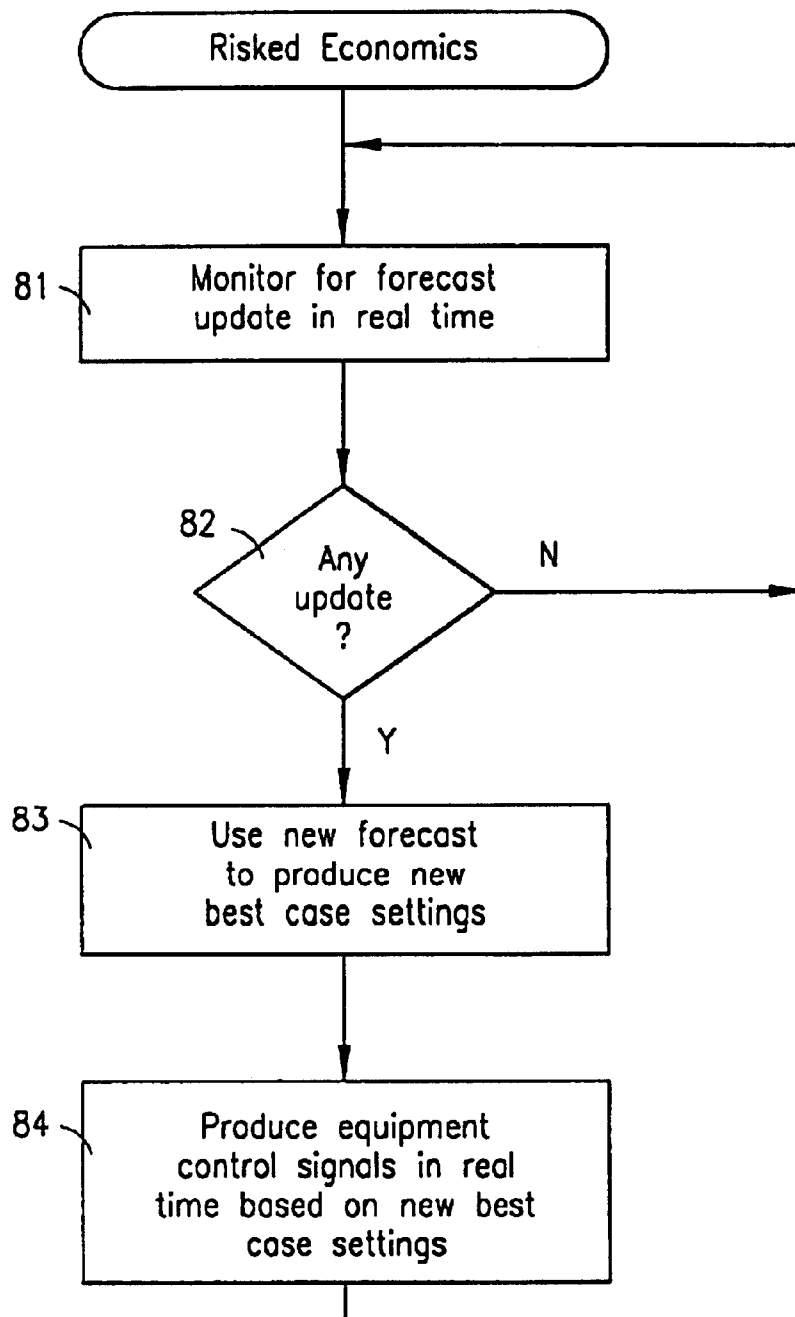 Risked Economics
81
Monitor for forecast
update in real time
82
Any
update
?
N
Y
83
Use new forecast
to produce new
best case settings
84
Produce equipment
control signals in real
time based on new best
case settings